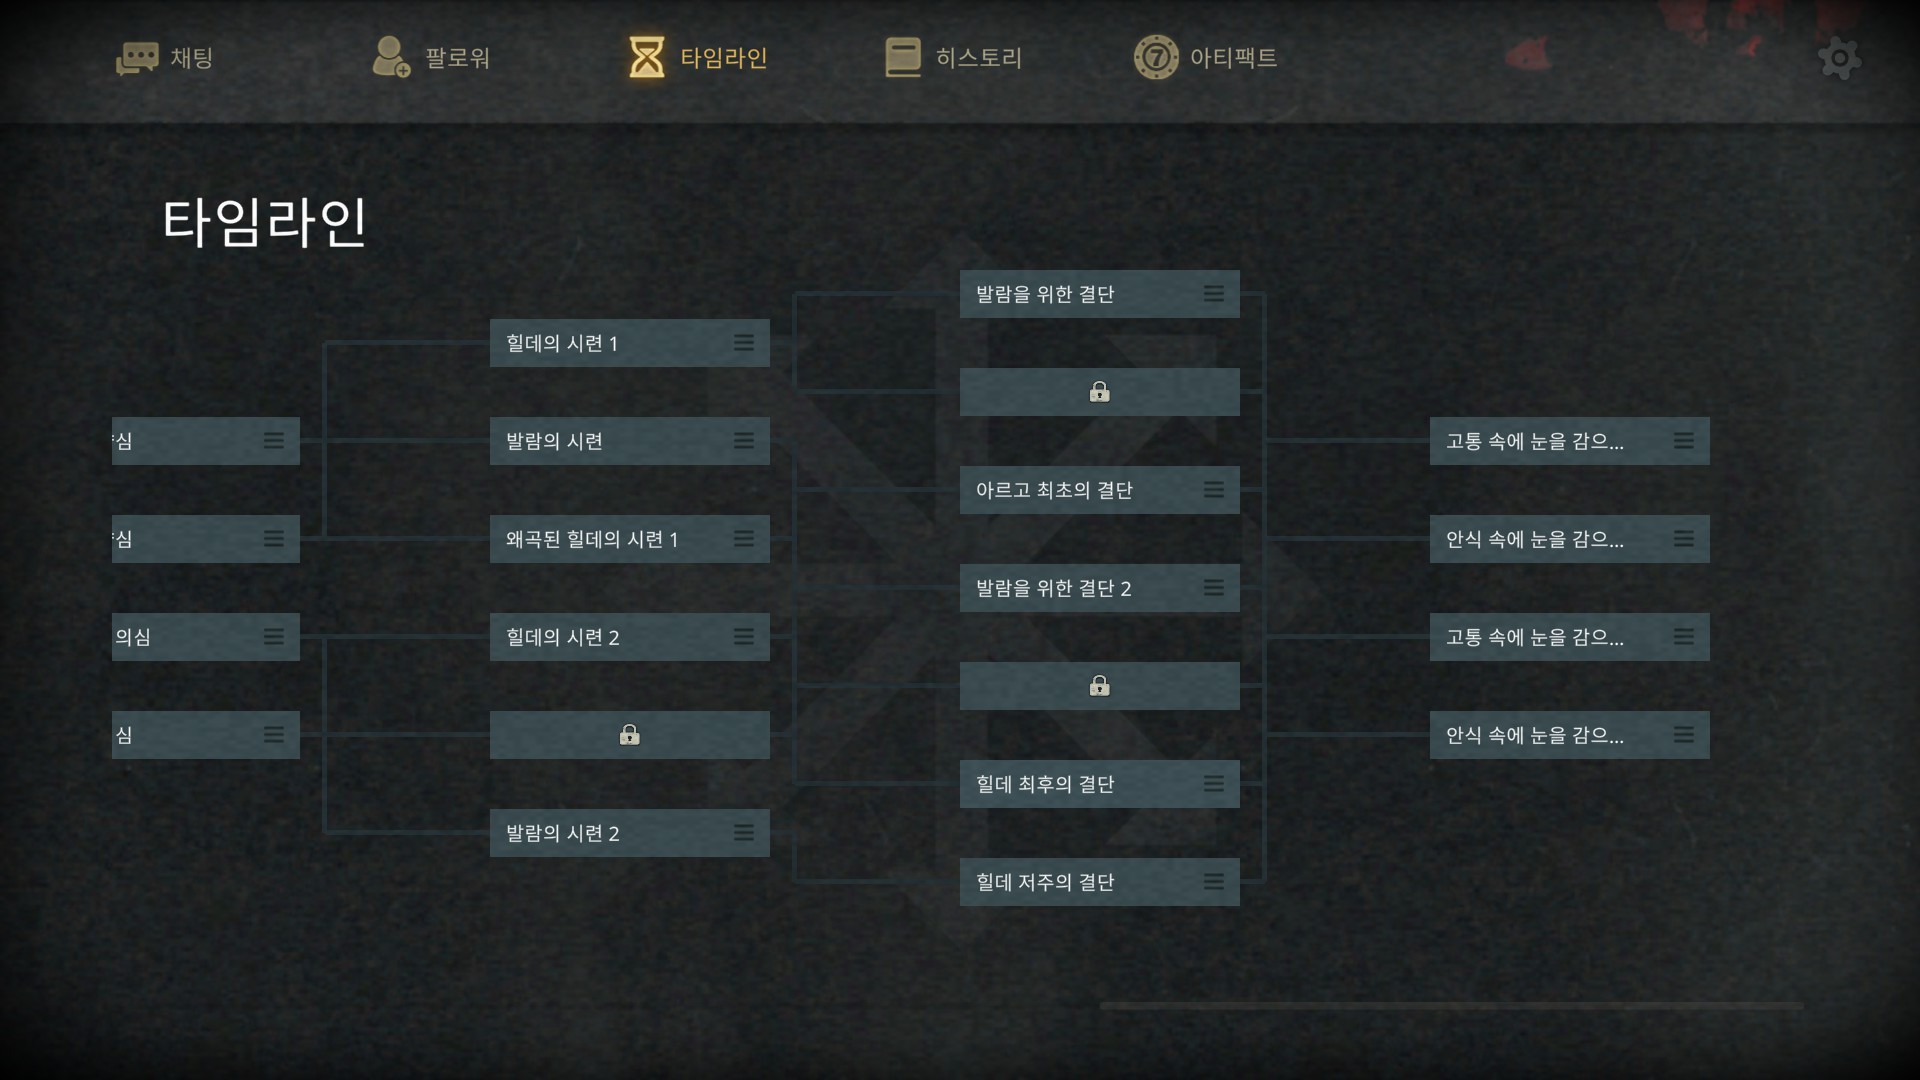 채팅
팔로워
타임라인
히스토리
7
아티팩트
타임라인
심
심
의심
심
힐데의 시련 1
발람의 시련
왜곡된 힐데의 시련 1
힐데의 시련 2
발람의 시련 2
발람을 위한 결단
아르고 최초의 결단
발람을 위한 결단 2
힐데 최후의 결단
힐데 저주의 결단
고통 속에 눈을 감으...
안식 속에 눈을 감으...
고통 속에 눈을 감으...
안식 속에 눈을 감으...